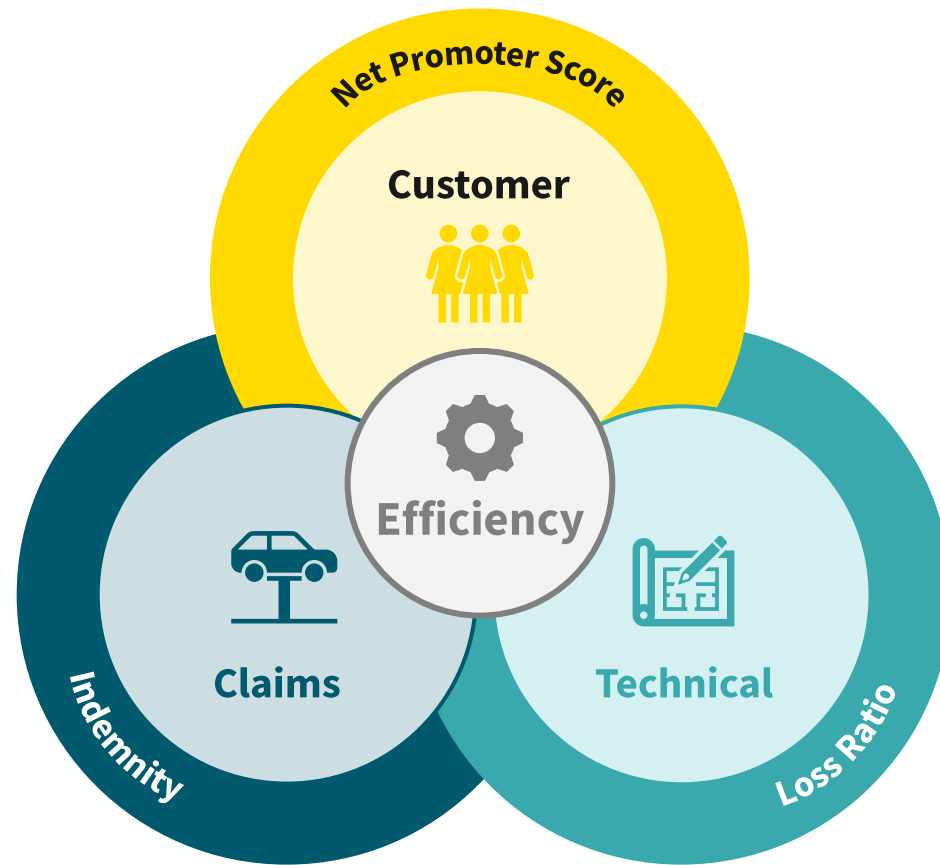 Net Promoter Score
Customer
Efficiency
Claims
Technical
Indemnity
Loss Ratio